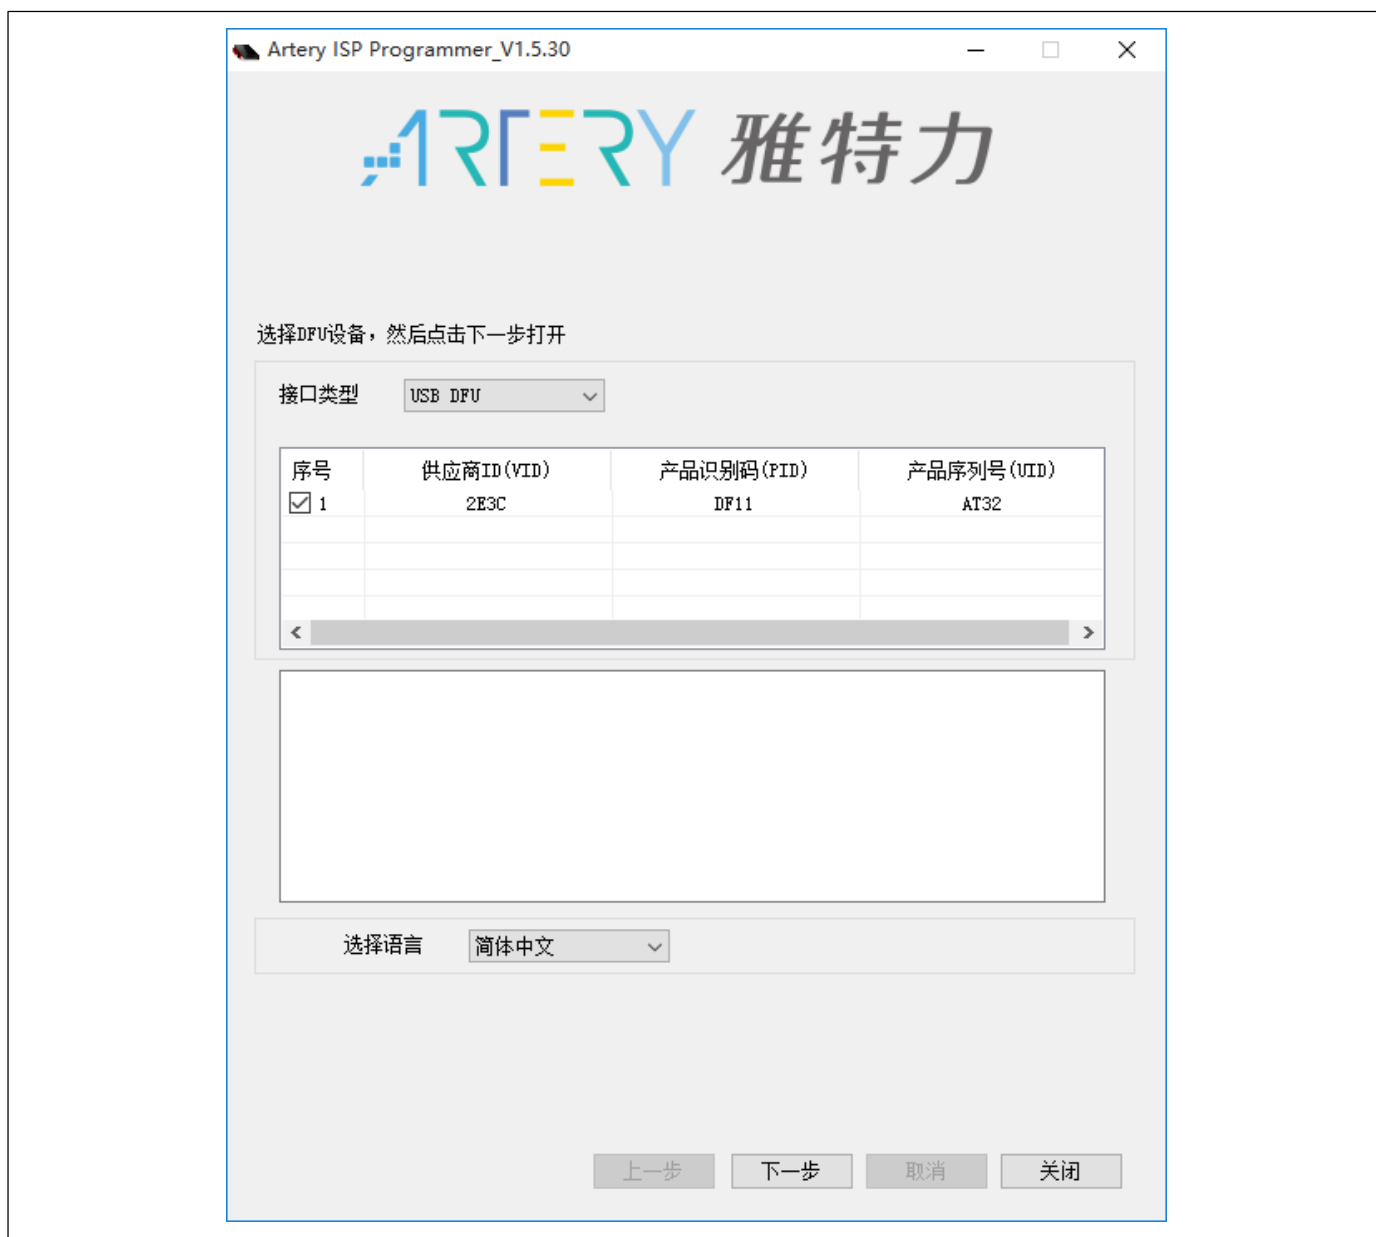 Artery ISP Programmer_V1.5.30
ARTERY 雅特力
选择DFU设备，然后点击下一步打开
接口类型 USB DFU
序号 供应商ID(VID) 产品识别码(PID) 产品序列号(UID)
1 2E3C DF11 AT32
选择语言 简体中文
上一步 下一步 取消 关闭